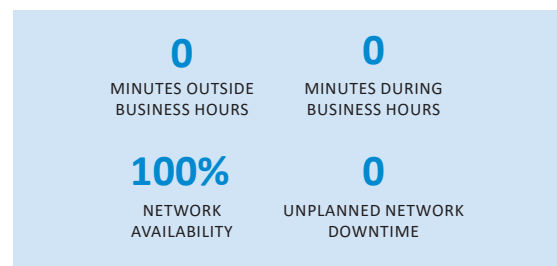 0
MINUTES OUTSIDE
BUSINESS HOURS
0
MINUTES DURING
BUSINESS HOURS
100%
NETWORK
AVAILABILITY
0
UNPLANNED NETWORK
DOWNTIME